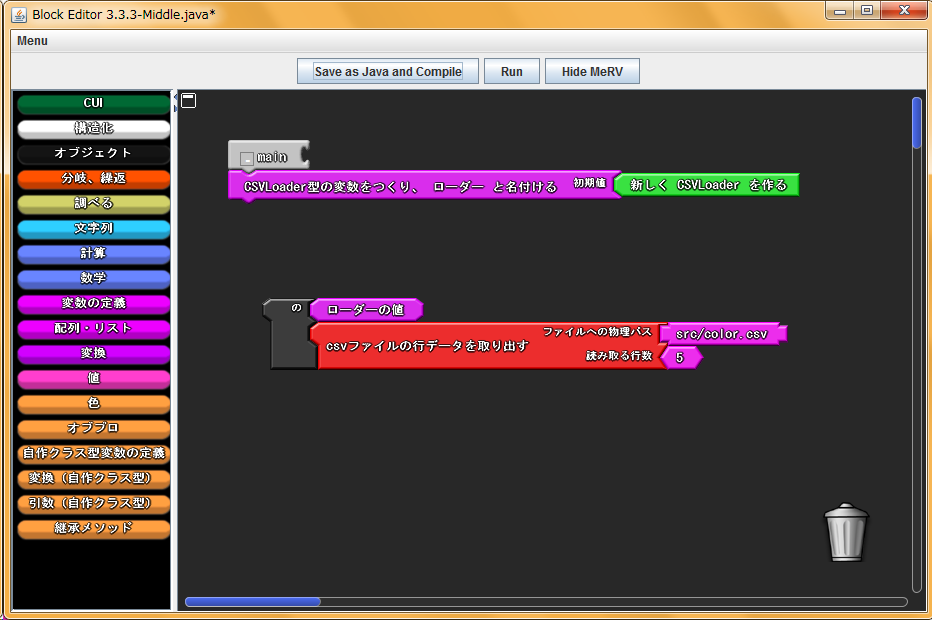 Block Editor 3.3.3-Middle.java*
Menu
Save as Java and Compile
Run
Hide MeRV
CUI
構造化
オブジェクト
分岐、繰返
調べる
文字列
計算
数学
変数の定義
配列・リスト
変換
値
色
オブプロ
自作クラス型変数の定義
変換（自作クラス型）
引数（自作クラス型）
継承メソッド
main
CSVLoader型の変数をつくり、 ローダー と名付ける 初期値 新しく CSVLoader を作る
の ローダーの値
csvファイルの行データを取り出す
ファイルへの物理パス src/color.csv
読み取る行数 5